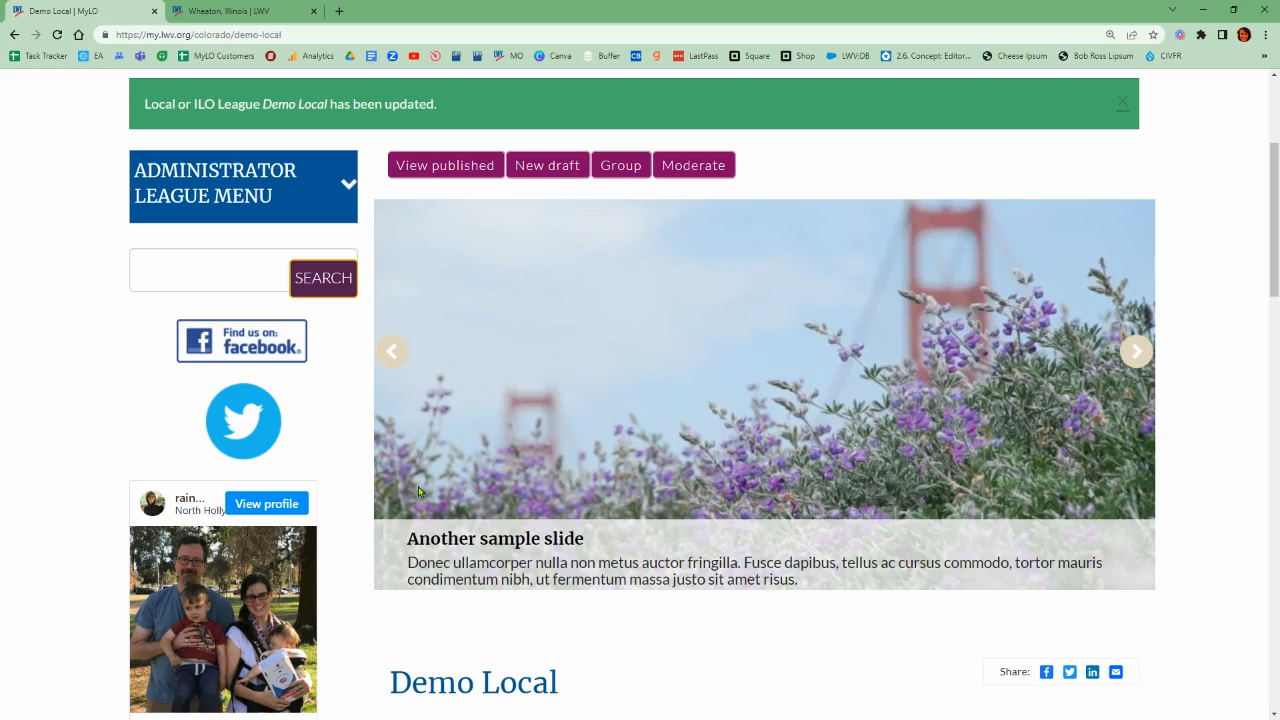 Demo Local | MyLO
LWV
Wheaton, Illinois | LWV
https://my.lwv.org/colorado/demo-local
Task Tracker
EA
MyLO Customers
Analytics
MO
Canva
Buffer
LastPass
Square
Shop
LWV:DB
2.6. Concept: Editor...
Cheese Ipsum
Bob Ross Lipsum
CIVFR
Local or ILO League Demo Local has been updated.
ADMINISTRATOR
LEAGUE MENU
View published
New draft
Group
Moderate
SEARCH
Find us on:
facebook.
Another sample slide
Donec ullamcorper nulla non metus auctor fringilla. Fusce dapibus, tellus ac cursus commodo, tortor mauris
condimentum nibh, ut fermentum massa justo sit amet risus.
rain...
North Holly
View profile
Demo Local
Share: